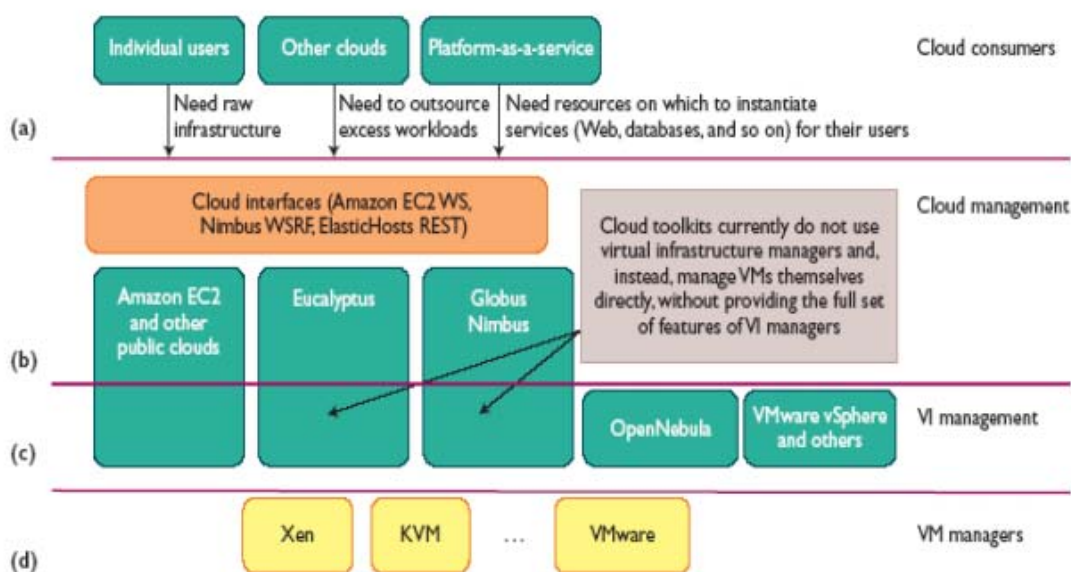 Individual users
Other clouds
Platform-as-a-service
Cloud consumers
(a)
Need raw
infrastructure
Need to outsource
excess workloads
Need resources on which to instantiate
services (Web, databases, and so on) for their users
Cloud interfaces (Amazon EC2 WS,
Nimbus WSRF, ElasticHosts REST)
Cloud management
Cloud toolkits currently do not use
virtual infrastructure managers and,
instead, manage VMs themselves
directly, without providing the full set
of features of VI managers
Amazon EC2
and other
public clouds
Eucalyptus
Globus
Nimbus
(b)
OpenNebula
VMware vSphere
and others
VI management
(c)
Xen
KVM
...
VMware
VM managers
(d)